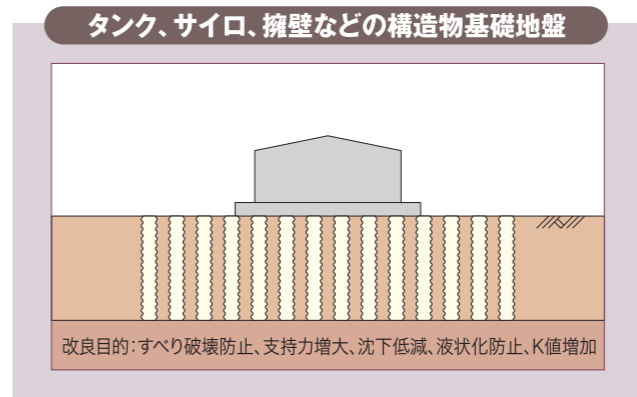 タンク、サイロ、擁壁などの構造物基礎地盤
改良目的：すべり破壊防止、支持力増大、沈下低減、液状化防止、K値増加